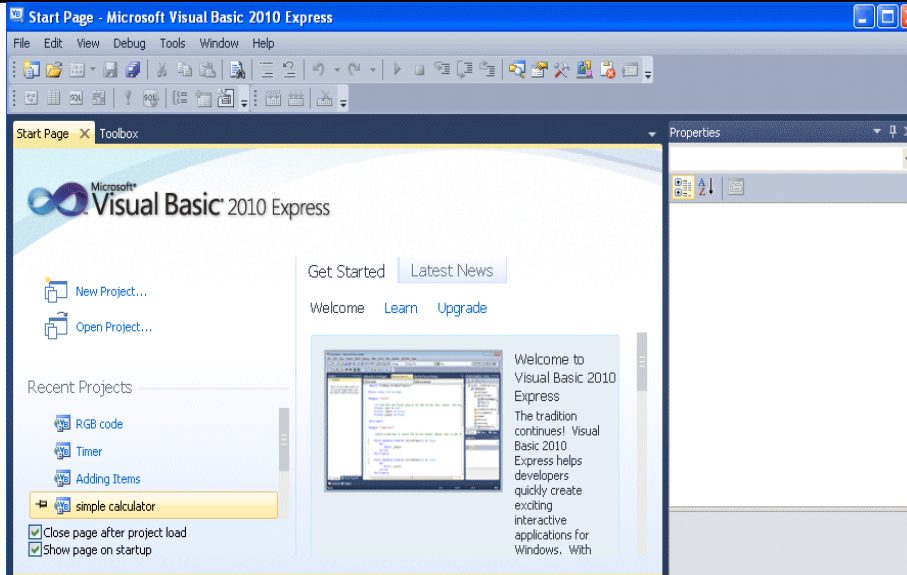 Start Page - Microsoft Visual Basic 2010 Express
File Edit View Debug Tools Window Help
Start Page Toolbox
Properties
Microsoft®
Visual Basic® 2010 Express
Get Started Latest News
New Project...
Welcome Learn Upgrade
Open Project...
Recent Projects
RGB code
Timer
Adding Items
simple calculator
Close page after project load
Show page on startup
Welcome to
Visual Basic 2010
Express
The tradition
continues! Visual
Basic 2010
Express helps
developers
quickly create
exciting
interactive
applications for
Windows. With